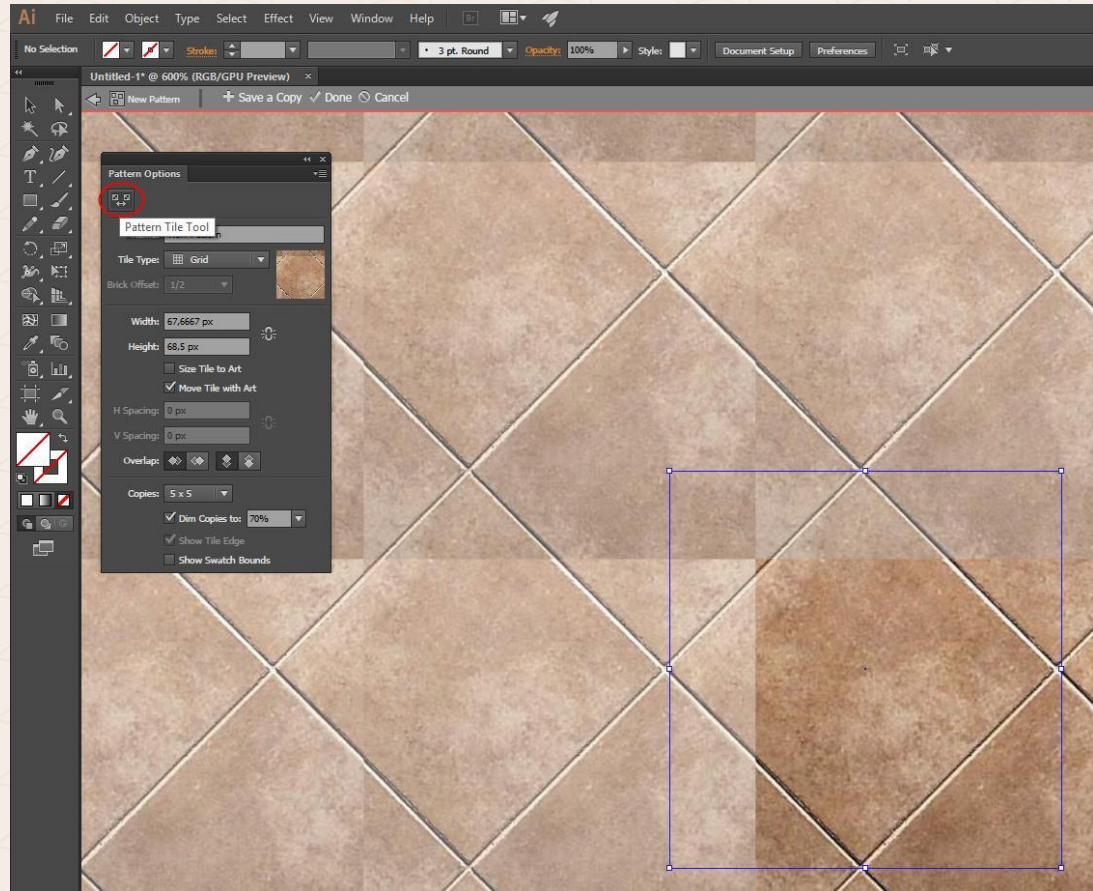 Ai File Edit Object Type Select Effect View Window Help Br
No Selection Stroke: 3 pt. Round Opacity: 100% Style: Document Setup Preferences
Untitled-1* @ 600% (RGB/GPU Preview) ×
New Pattern + Save a Copy ✓ Done Cancel
Pattern Options
Pattern Tile Tool
Tile Type: Grid
Brick Offset: 1/2
Width: 67,6667 px
Height: 68,5 px
Size Tile to Art
Move Tile with Art
H Spacing: 0 px
V Spacing: 0 px
Overlap:
Copies: 5 x 5
Dim Copies to: 70%
Show Tile Edge
Show Swatch Bounds